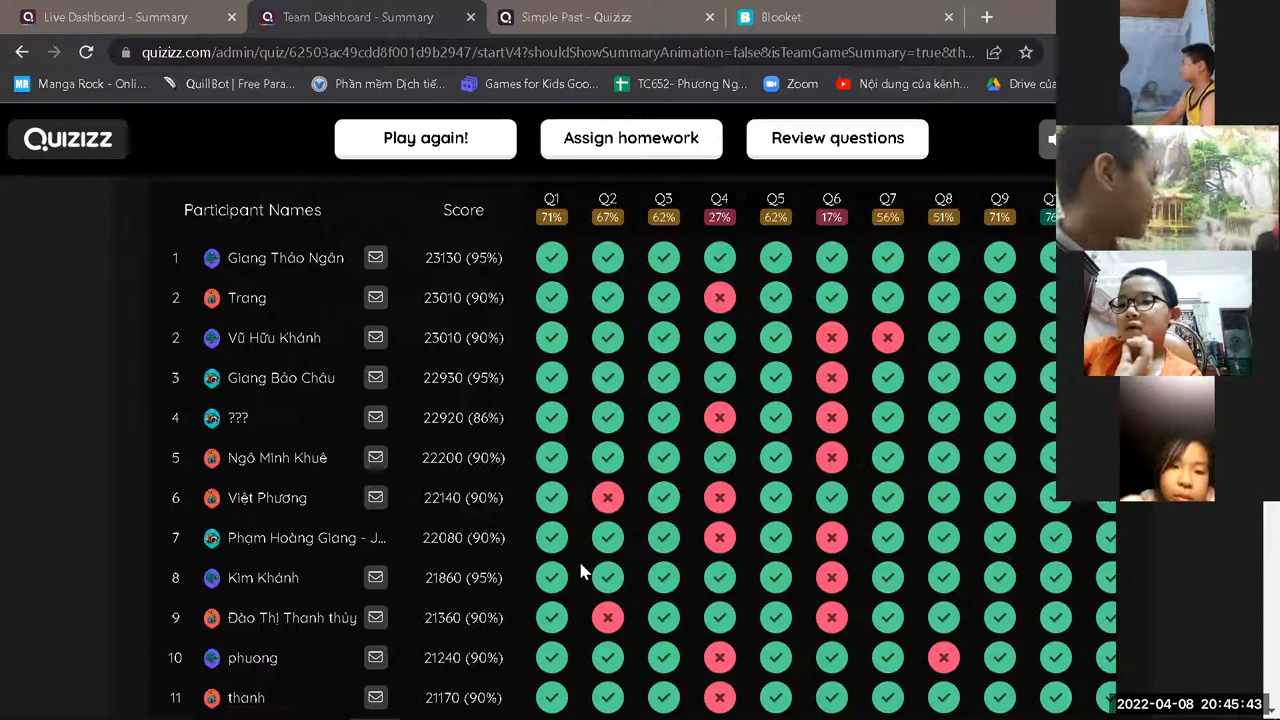 Live Dashboard - Summary
Team Dashboard - Summary
Simple Past - Quizizz
Blooket
quizizz.com/admin/quiz/62503ac49cdd8f001d9b2947/startV4?shouldShowSummaryAnimation=false&isTeamGameSummary=true&th...
MR Manga Rock - Onli...
QuillBot | Free Para...
Phần mềm Dịch tiế...
Games for Kids Goo...
TC652- Phương Ng...
Zoom
Nội dung của kênh...
Drive củ
Quizizz
Play again!
Assign homework
Review questions
Participant Names Score Q1 Q2 Q3 Q4 Q5 Q6 Q7 Q8 Q9
71% 67% 62% 27% 62% 17% 56% 51% 71% 76
1 Giang Thảo Ngân 23130 (95%)
2 Trang 23010 (90%)
2 Vũ Hữu Khánh 23010 (90%)
3 Giang Bảo Châu 22930 (95%)
4 ??? 22920 (86%)
5 Ngô Minh Khuê 22200 (90%)
6 Việt Phương 22140 (90%)
7 Phạm Hoàng Giang - J... 22080 (90%)
8 Kim Khánh 21860 (95%)
9 Đào Thị Thanh thủy 21360 (90%)
10 phuong 21240 (90%)
11 thanh 21170 (90%)
2022-04-08 20:45:43